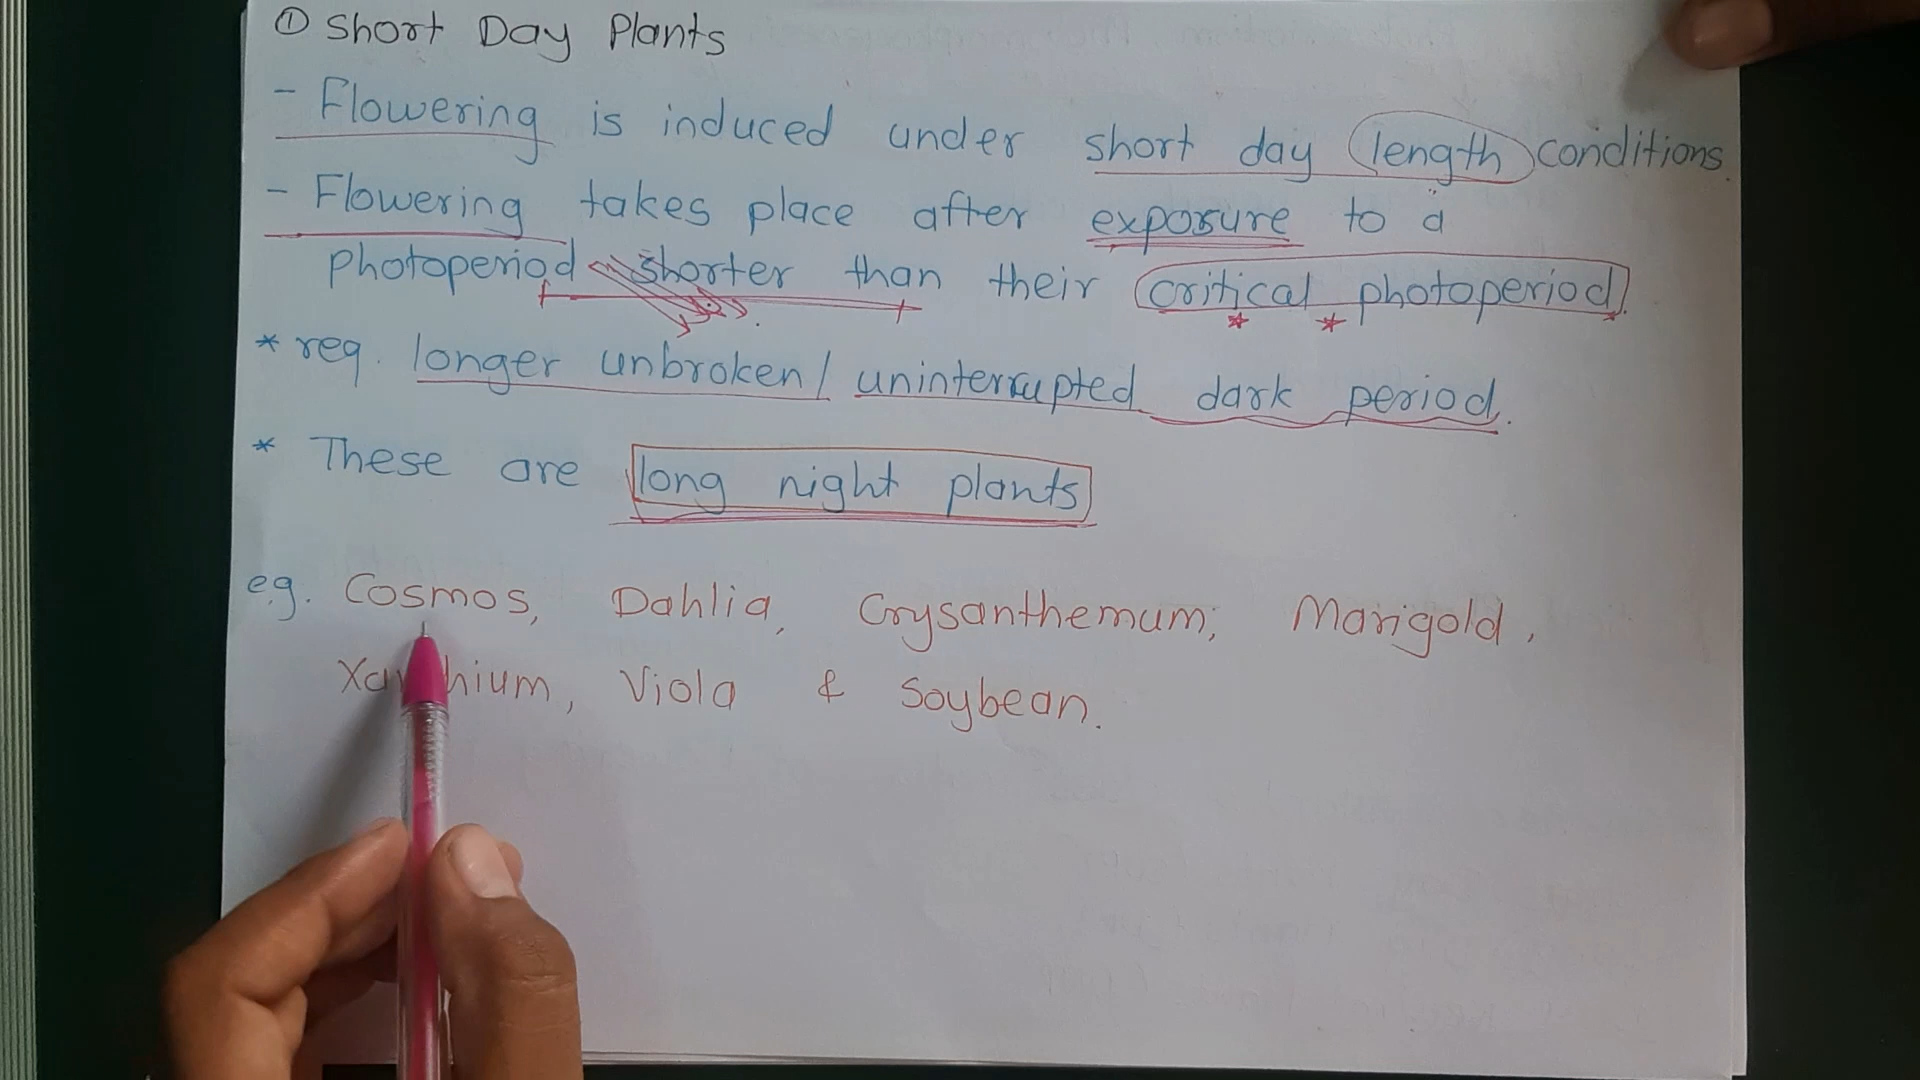 ① Short Day Plants
- Flowering is induced under short day length conditions.
- Flowering takes place after exposure to a
photoperiod shorter than their critical photoperiod.
* req. longer unbroken / uninterrupted dark period.
* These are long night plants
e.g. Cosmos, Dahlia, Crysanthemum, Marigold,
Viola & Soybean.